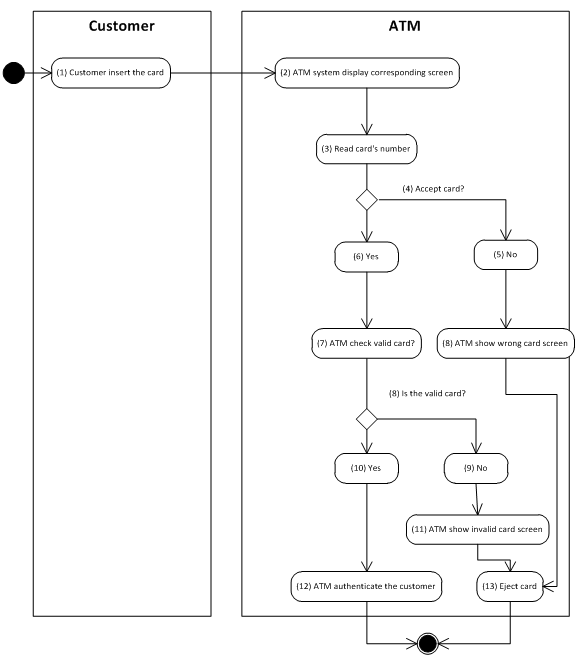 Customer
ATM
(1) Customer insert the card
(2) ATM system display corresponding screen
(3) Read card's number
(4) Accept card?
(6) Yes
(5) No
(7) ATM check valid card?
(8) ATM show wrong card screen
(8) Is the valid card?
(10) Yes
(9) No
(11) ATM show invalid card screen
(12) ATM authenticate the customer
(13) Eject card